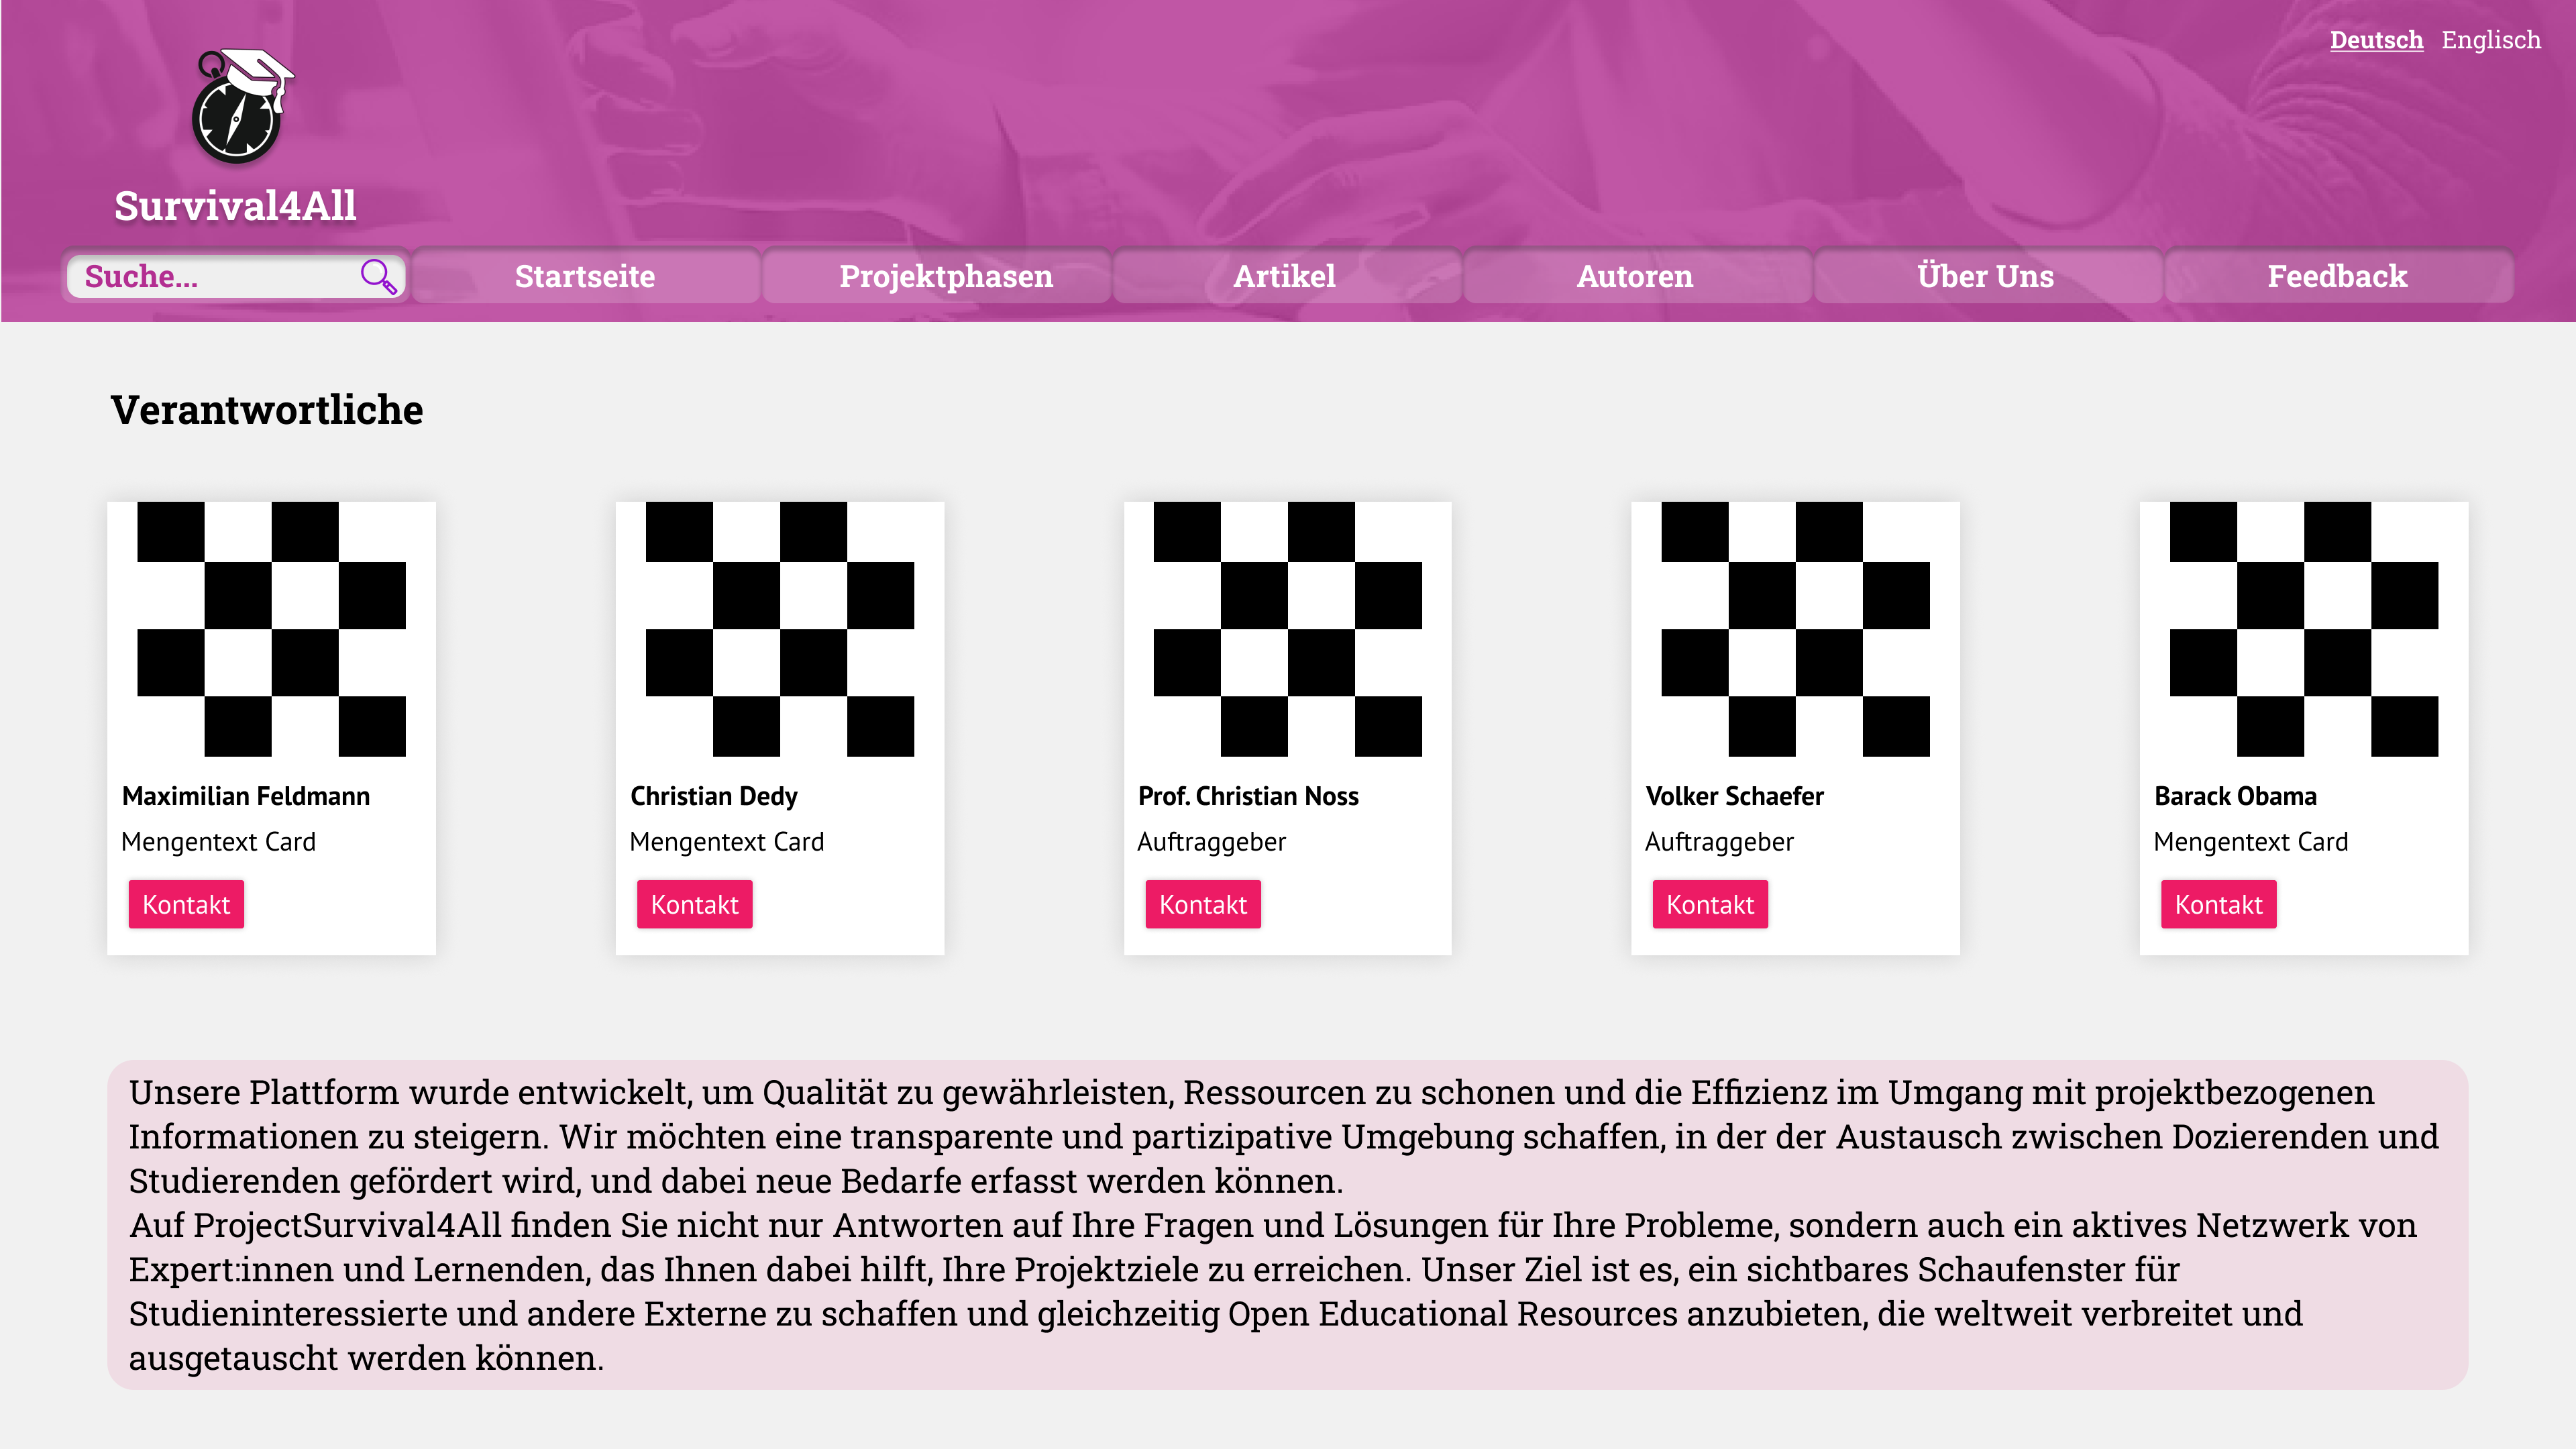 Deutsch Englisch
Survival4All
Suche... Startseite Projektphasen Artikel Autoren Über Uns Feedback
Verantwortliche
Maximilian Feldmann
Mengentext Card
Kontakt
Christian Dedy
Mengentext Card
Kontakt
Prof. Christian Noss
Auftraggeber
Kontakt
Volker Schaefer
Auftraggeber
Kontakt
Barack Obama
Mengentext Card
Kontakt
Unsere Plattform wurde entwickelt, um Qualität zu gewährleisten, Ressourcen zu schonen und die Effizienz im Umgang mit projektbezogenen
Informationen zu steigern. Wir möchten eine transparente und partizipative Umgebung schaffen, in der der Austausch zwischen Dozierenden und
Studierenden gefördert wird, und dabei neue Bedarfe erfasst werden können.
Auf ProjectSurvival4All finden Sie nicht nur Antworten auf Ihre Fragen und Lösungen für Ihre Probleme, sondern auch ein aktives Netzwerk von
Expert:innen und Lernenden, das Ihnen dabei hilft, Ihre Projektziele zu erreichen. Unser Ziel ist es, ein sichtbares Schaufenster für
Studieninteressierte und andere Externe zu schaffen und gleichzeitig Open Educational Resources anzubieten, die weltweit verbreitet und
ausgetauscht werden können.